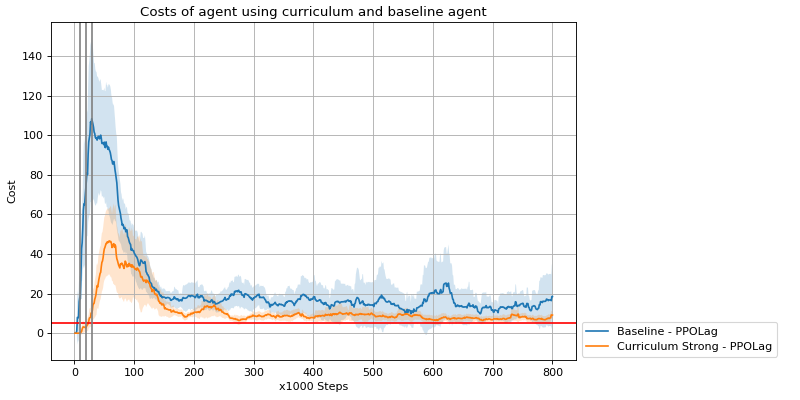 Costs of agent using curriculum and baseline agent
Cost
140
120
100
80
60
40
20
0
0 100 200 300 400 500 600 700 800
x1000 Steps
Baseline - PPOLag
Curriculum Strong - PPOLag